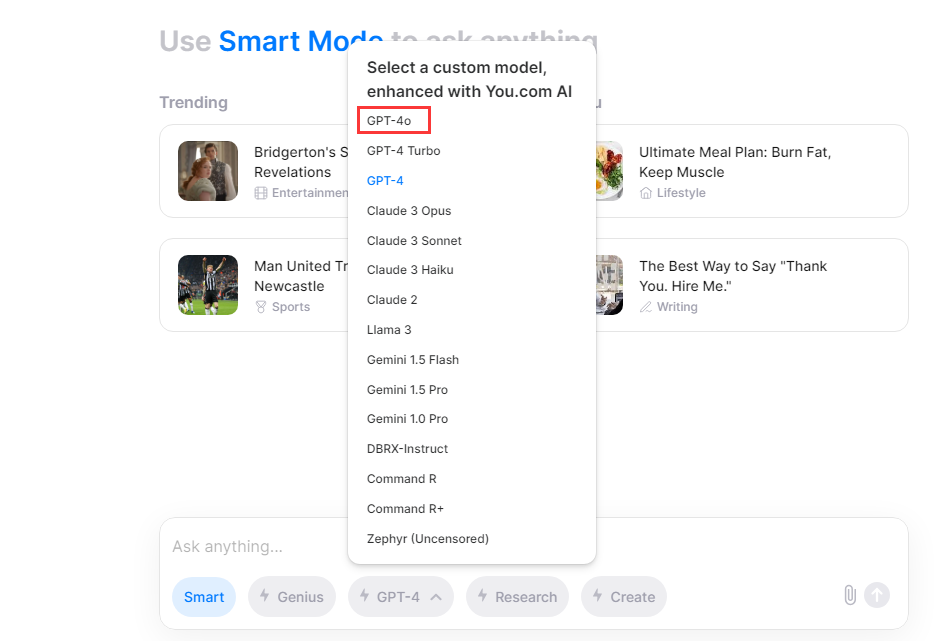 Use Smart Mode to ask anything
Select a custom model,
enhanced with You.com AI
GPT-4o
GPT-4 Turbo
GPT-4
Claude 3 Opus
Claude 3 Sonnet
Claude 3 Haiku
Claude 2
Llama 3
Gemini 1.5 Flash
Gemini 1.5 Pro
Gemini 1.0 Pro
DBRX-Instruct
Command R
Command R+
Zephyr (Uncensored)
Trending
Bridgerton's S
Revelations
Entertainmen
Ultimate Meal Plan: Burn Fat,
Keep Muscle
Lifestyle
Man United Tr
Newcastle
Sports
The Best Way to Say "Thank
You. Hire Me."
Writing
Ask anything...
Smart
Genius
GPT-4
Research
Create